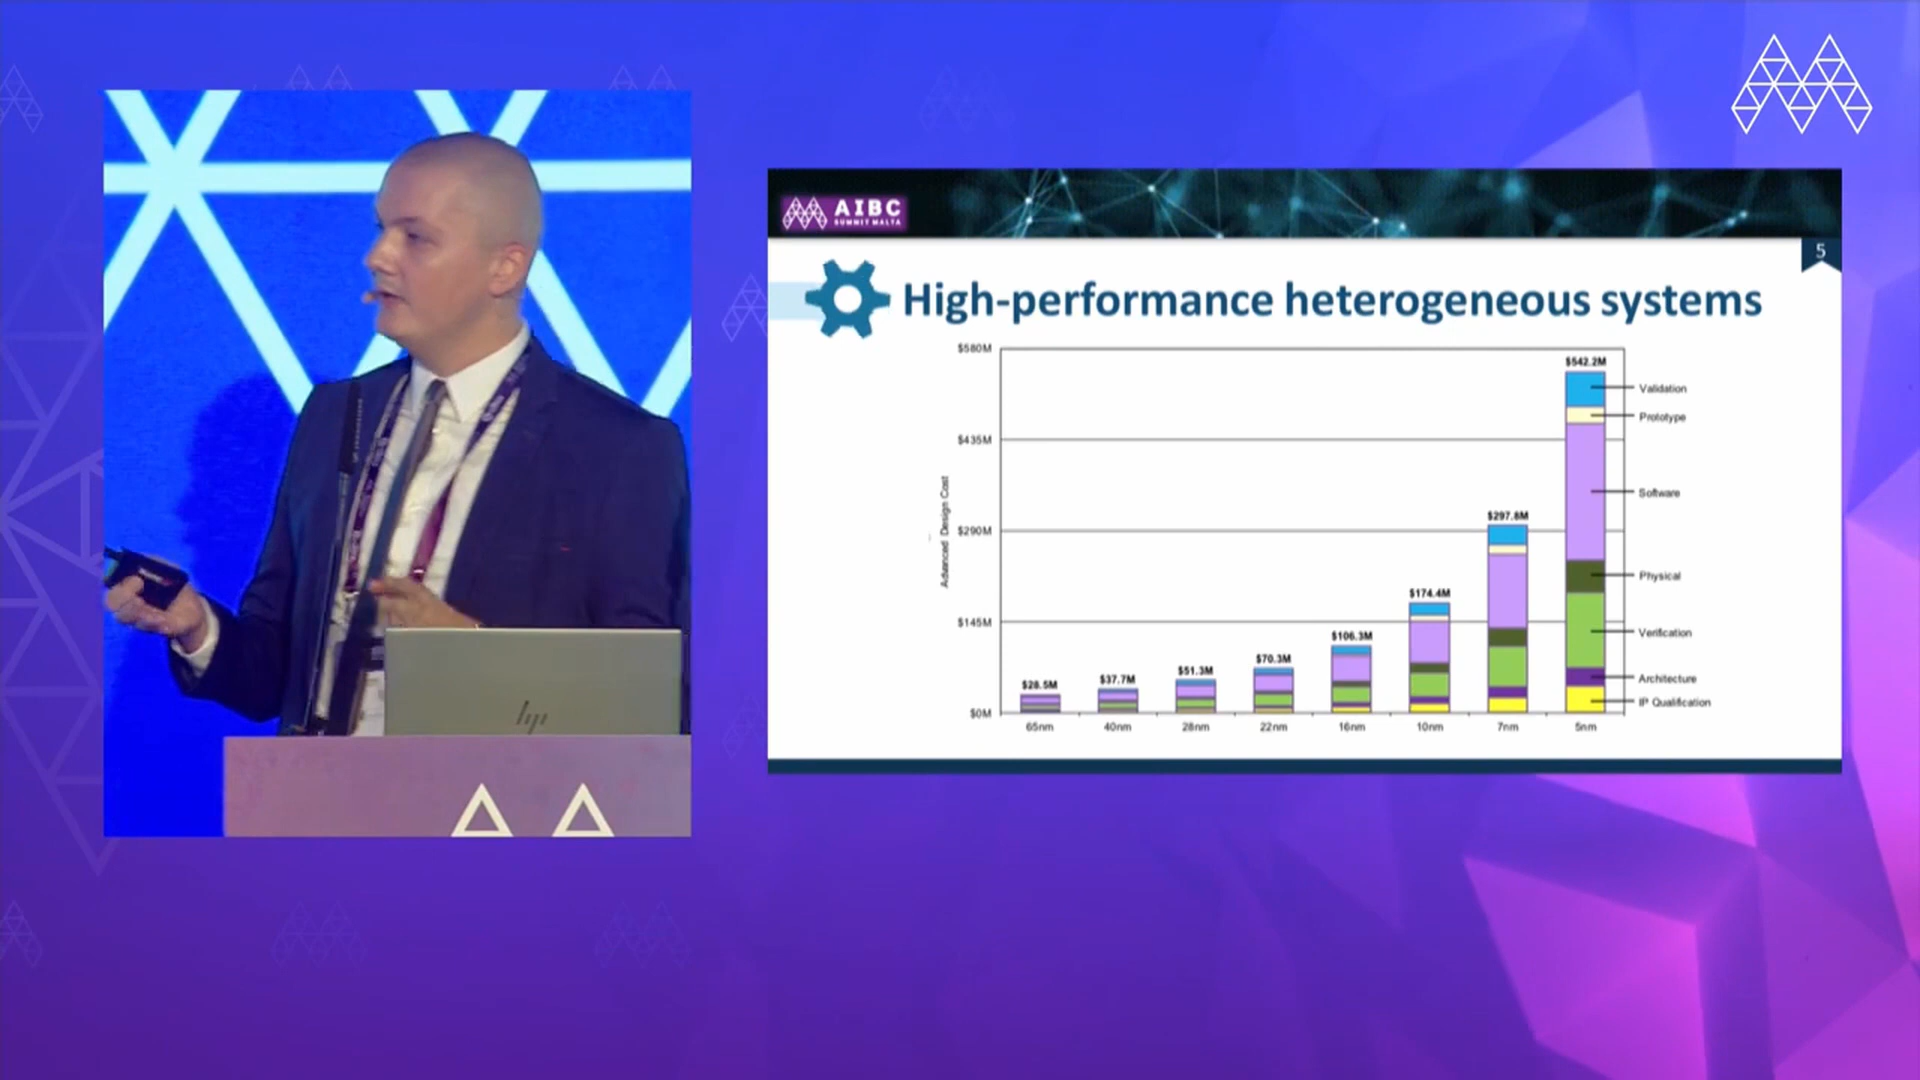 AIBC
SUMMIT MALTA
5
High-performance heterogeneous systems
$580M
$435M
$290M
$145M
$0M
Advanced Design Cost
$28.5M
$37.7M
$51.3M
$70.3M
$106.3M
$174.4M
$297.8M
$542.2M
Validation
Prototype
Software
Physical
Verification
Architecture
IP Qualification
65nm
40nm
28nm
22nm
16nm
10nm
7nm
5nm
hp